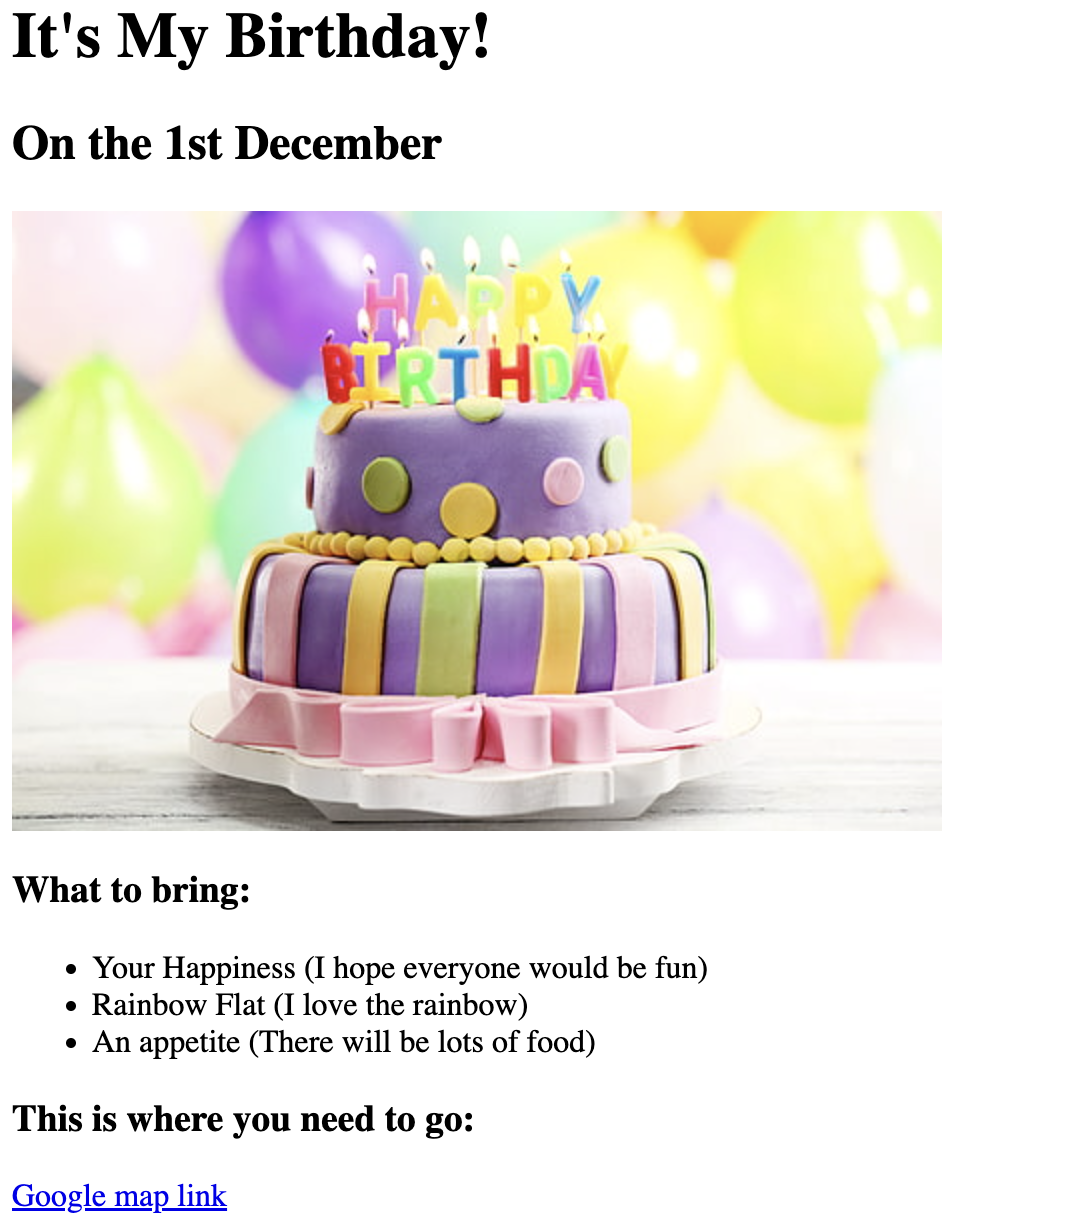 It's My Birthday!
On the 1st December
HAPPY
BIRTHDAY
What to bring:
• Your Happiness (I hope everyone would be fun)
• Rainbow Flat (I love the rainbow)
• An appetite (There will be lots of food)
This is where you need to go:
Google map link